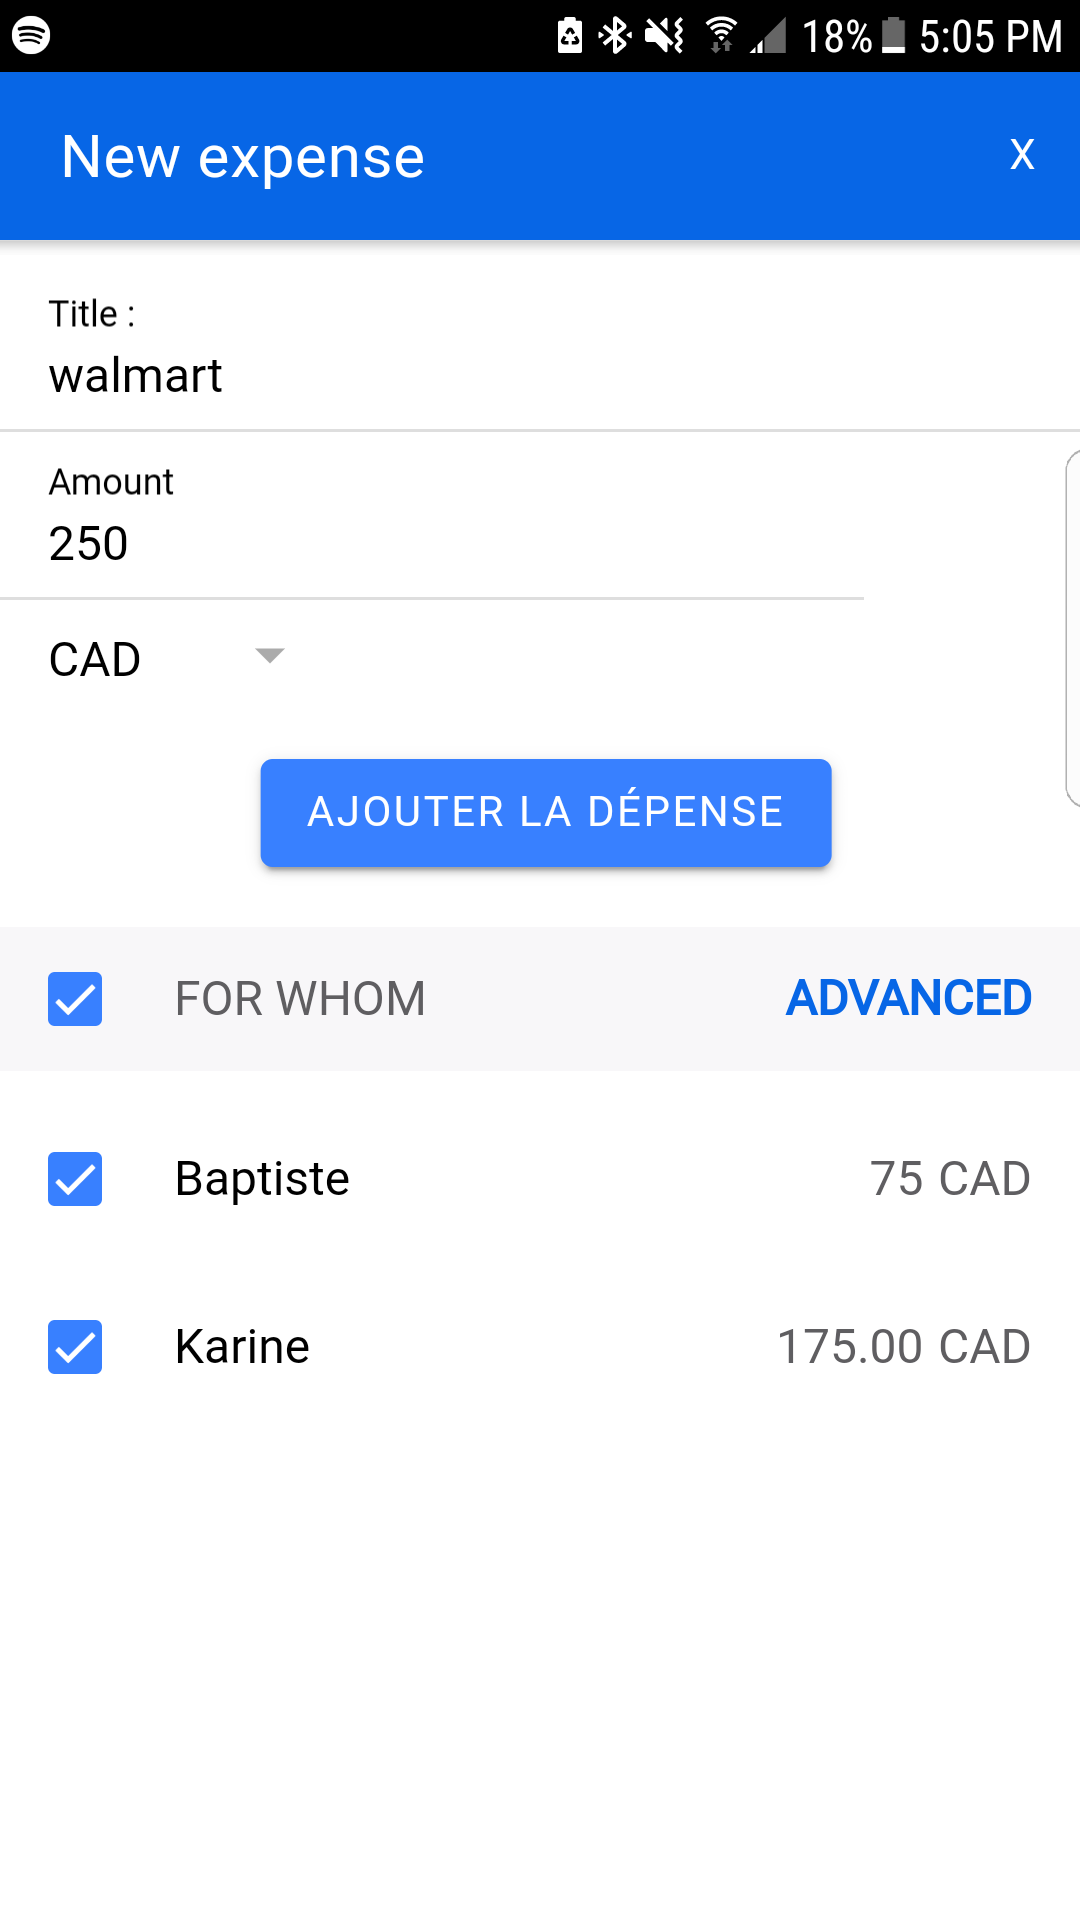 18% 5:05 PM
New expense X
Title :
walmart
Amount
250
CAD
AJOUTER LA DÉPENSE
FOR WHOM ADVANCED
Baptiste 75 CAD
Karine 175.00 CAD